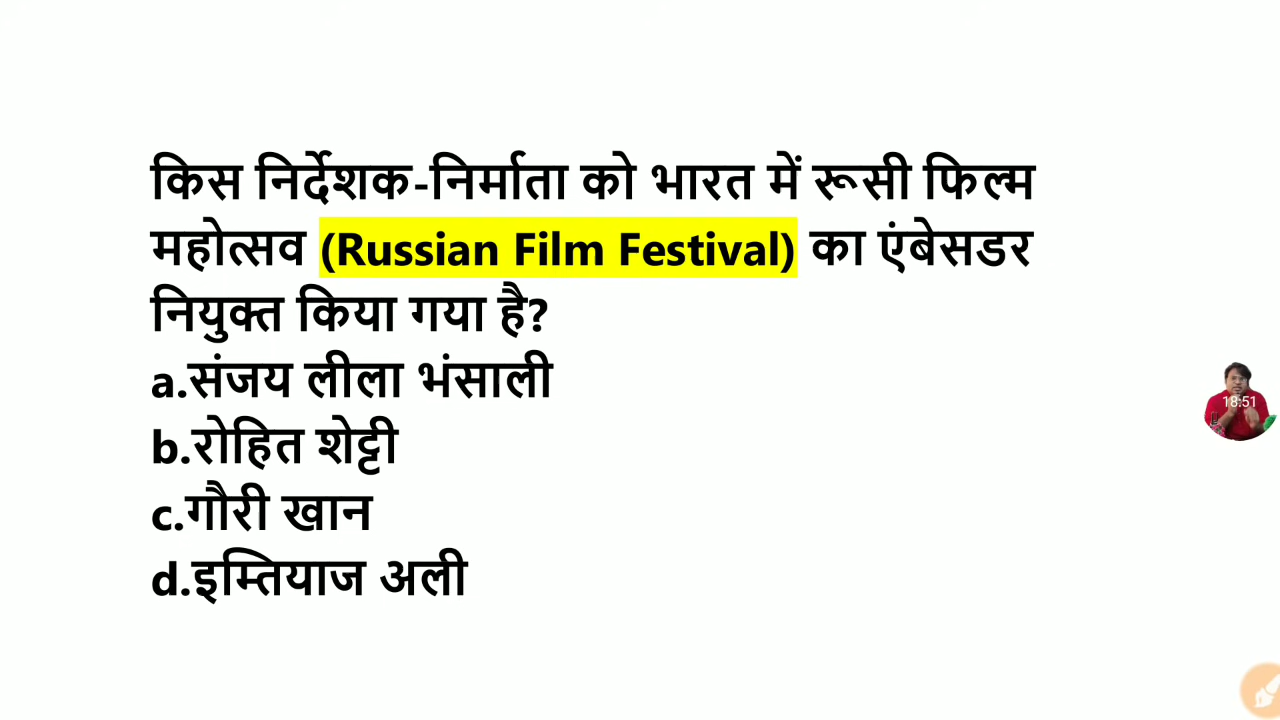 किस निर्देशक-निर्माता को भारत में रूसी फिल्म
महोत्सव (Russian Film Festival) का एंबेसडर
नियुक्त किया गया है?
a.संजय लीला भंसाली
b.रोहित शेट्टी
c.गौरी खान
d.इम्तियाज अली
18:51